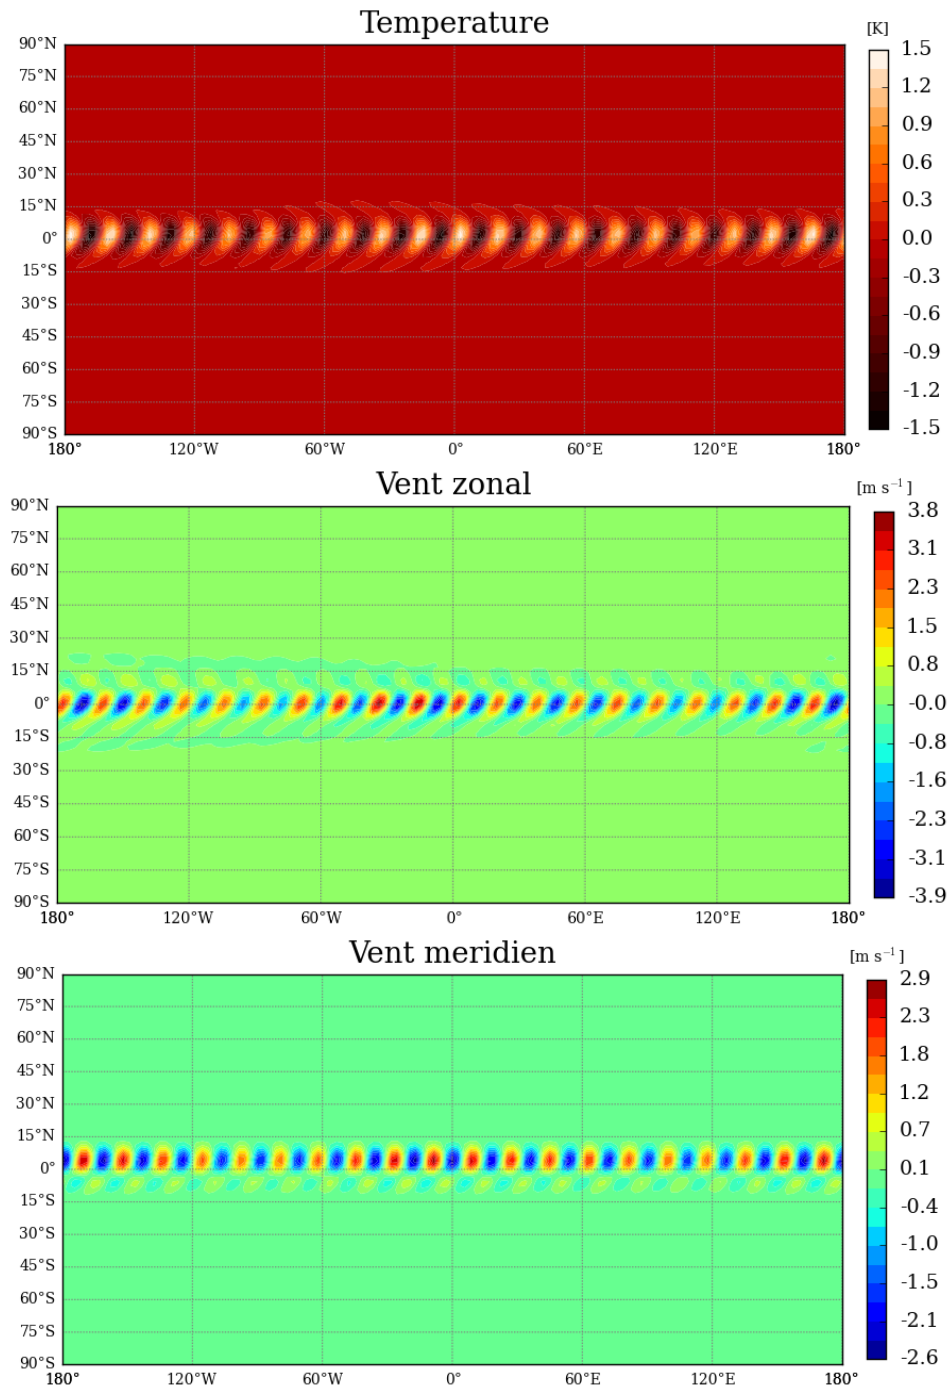 Temperature
[K]
90°N
75°N
60°N
45°N
30°N
15°N
0°
15°S
30°S
45°S
60°S
75°S
90°S
180° 120°W 60°W 0° 60°E 120°E 180°
1.5
1.2
0.9
0.6
0.3
0.0
-0.3
-0.6
-0.9
-1.2
-1.5
Vent zonal
[m s⁻¹]
90°N
75°N
60°N
45°N
30°N
15°N
0°
15°S
30°S
45°S
60°S
75°S
90°S
180° 120°W 60°W 0° 60°E 120°E 180°
3.8
3.1
2.3
1.5
0.8
-0.0
-0.8
-1.6
-2.3
-3.1
-3.9
Vent meridien
[m s⁻¹]
90°N
75°N
60°N
45°N
30°N
15°N
0°
15°S
30°S
45°S
60°S
75°S
90°S
180° 120°W 60°W 0° 60°E 120°E 180°
2.9
2.3
1.8
1.2
0.7
0.1
-0.4
-1.0
-1.5
-2.1
-2.6